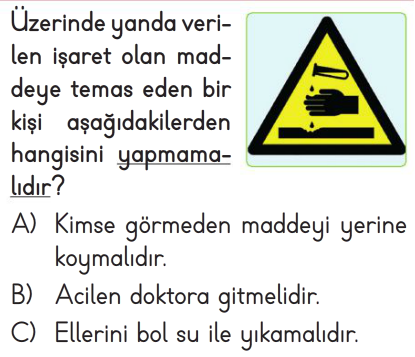 Üzerinde yanda veri-
len işaret olan mad-
deye temas eden bir
kişi aşağıdakilerden
hangisini yapmama-
lıdır?
A) Kimse görmeden maddeyi yerine
koymalıdır.
B) Acilen doktora gitmelidir.
C) Ellerini bol su ile yıkamalıdır.